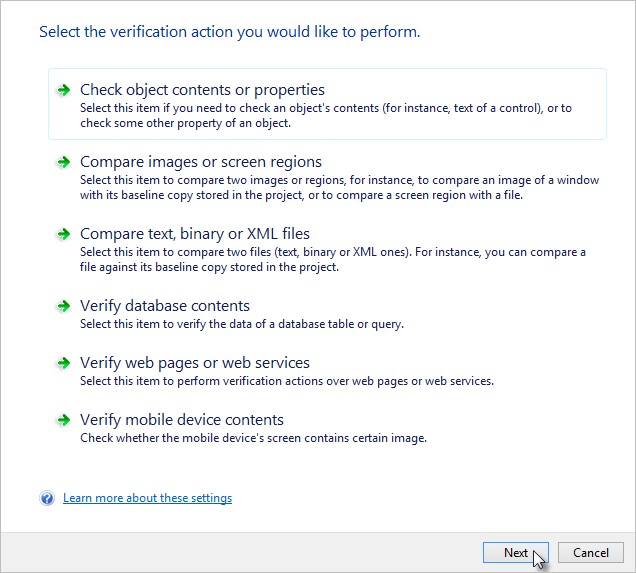 Select the verification action you would like to perform.
Check object contents or properties
Select this item if you need to check an object's contents (for instance, text of a control), or to
check some other property of an object.
Compare images or screen regions
Select this item to compare two images or regions, for instance, to compare an image of a window
with its baseline copy stored in the project, or to compare a screen region with a file.
Compare text, binary or XML files
Select this item to compare two files (text, binary or XML ones). For instance, you can compare a
file against its baseline copy stored in the project.
Verify database contents
Select this item to verify the data of a database table or query.
Verify web pages or web services
Select this item to perform verification actions over web pages or web services.
Verify mobile device contents
Check whether the mobile device's screen contains certain image.
Learn more about these settings
Next
Cancel